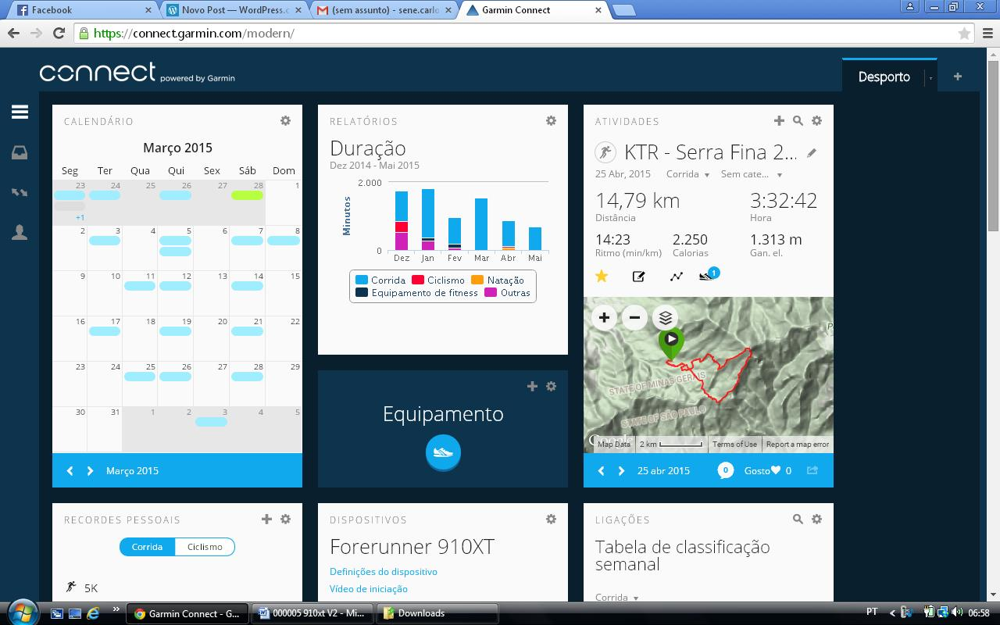 Facebook
Novo Post — WordPress.c
(sem assunto) - sene.carlo
Garmin Connect
https://connect.garmin.com/modern/
connect powered by Garmin
Desporto
+
CALENDÁRIO
Março 2015
Seg Ter Qua Qui Sex Sáb Dom
23 24 25 26 27 28 1
+1
2 3 4 5 6 7 8
9 10 11 12 13 14 15
16 17 18 19 20 21 22
23 24 25 26 27 28 29
30 31 1 2 3 4 5
Março 2015
RELATÓRIOS
Duração
Dez 2014 - Mai 2015
2.000
Minutos
0
Dez Jan Fev Mar Abr Mai
Corrida Ciclismo Natação
Equipamento de fitness Outras
Equipamento
ATIVIDADES
KTR - Serra Fina 2...
25 Abr, 2015 Corrida Sem cate...
14,79 km 3:32:42
Distância Hora
14:23 2.250 1.313 m
Ritmo (min/km) Calorias Gan. el.
1
STATE OF MINAS GERAIS
STATE OF SÃO PAULO
Google
Map Data 2 km Terms of Use Report a map error
25 abr 2015 0 Gosto 0
RECORDES PESSOAIS
Corrida Ciclismo
5K
DISPOSITIVOS
Forerunner 910XT
Definições do dispositivo
Vídeo de iniciação
LIGAÇÕES
Tabela de classificação
semanal
Corrida
Garmin Connect - G...
000005 910xt V2 - Mi...
Downloads
PT
06:58